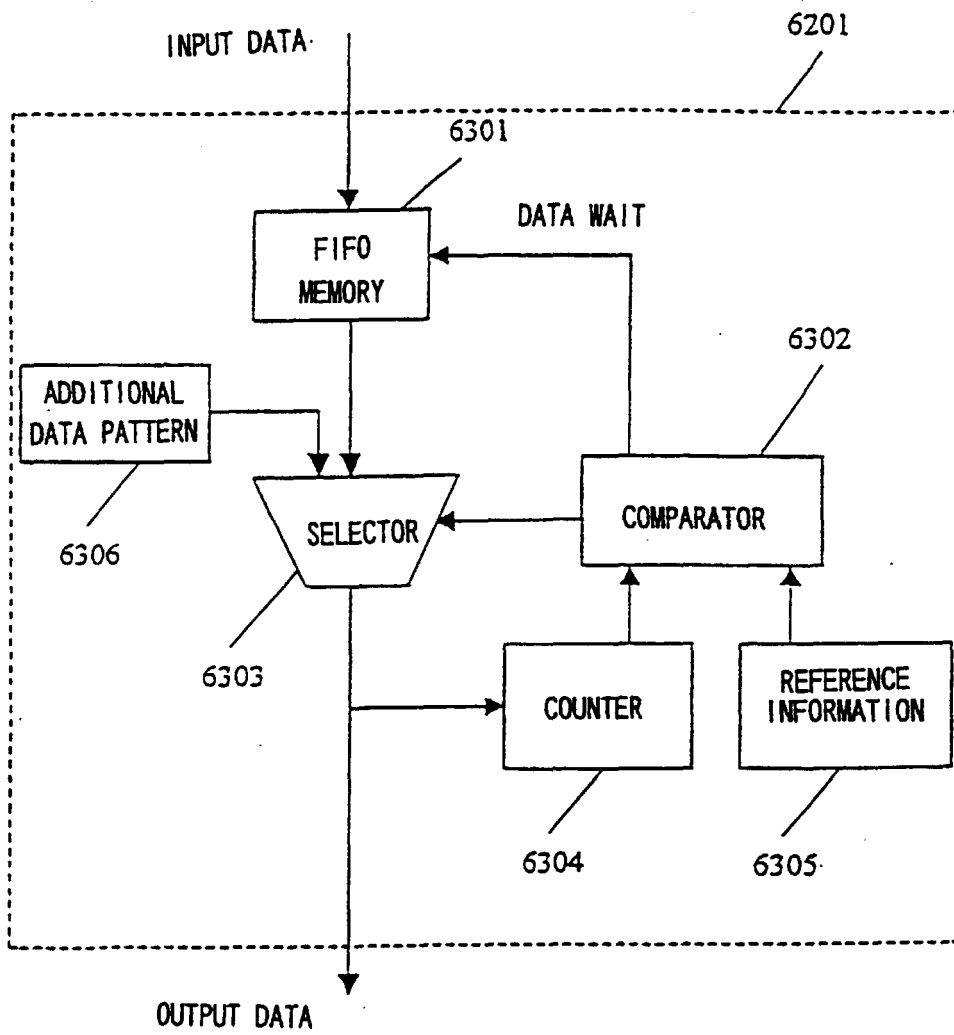 6201
INPUT DATA
6301
DATA WAIT
FIFO
MEMORY
6302
ADDITIONAL
DATA PATTERN
COMPARATOR
SELECTOR
6306
6303
COUNTER
REFERENCE
INFORMATION
6304
6305
OUTPUT DATA